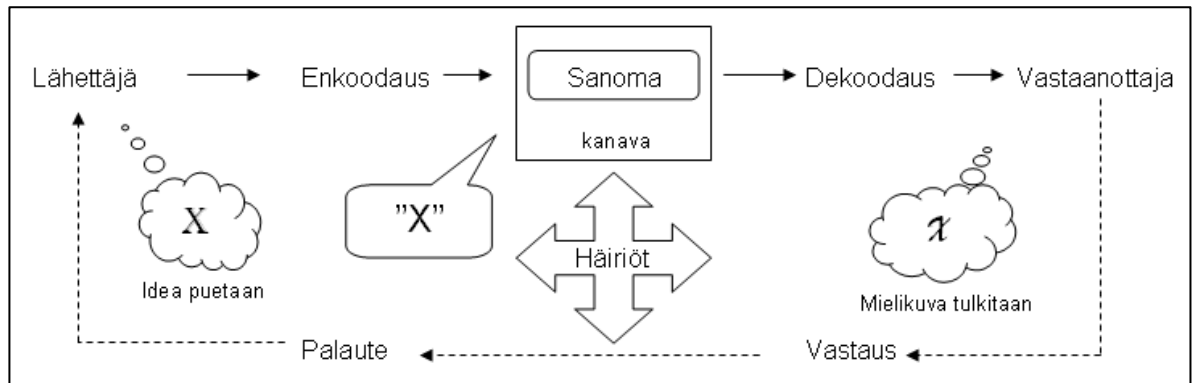 Lähettäjä
Enkoodaus
Sanoma
kanava
Dekoodaus
Vastaanottaja
X
Idea puetaan
”X”
Häiriöt
x
Mielikuva tulkitaan
Palaute
Vastaus